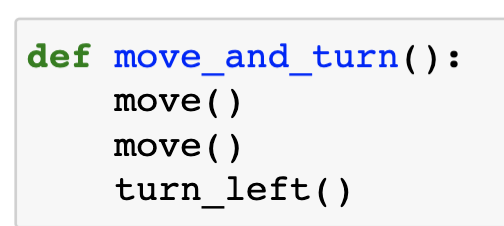 def move_and_turn():
    move()
    move()
    turn_left()